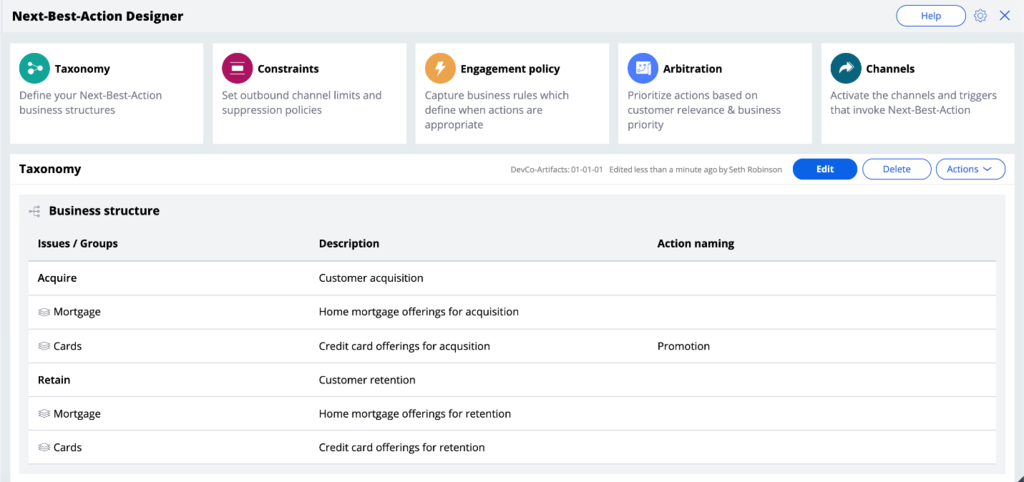 Next-Best-Action Designer
Help
Taxonomy
Define your Next-Best-Action
business structures
Constraints
Set outbound channel limits and
suppression policies
Engagement policy
Capture business rules which
define when actions are
appropriate
Arbitration
Prioritize actions based on
customer relevance & business
priority
Channels
Activate the channels and triggers
that invoke Next-Best-Action
Taxonomy
DevCo-Artifacts: 01-01-01 Edited less than a minute ago by Seth Robinson
Edit
Delete
Actions
Business structure
Issues / Groups Description Action naming
Acquire Customer acquisition
Mortgage Home mortgage offerings for acquisition
Cards Credit card offerings for acqusition Promotion
Retain Customer retention
Mortgage Home mortgage offerings for retention
Cards Credit card offerings for retention